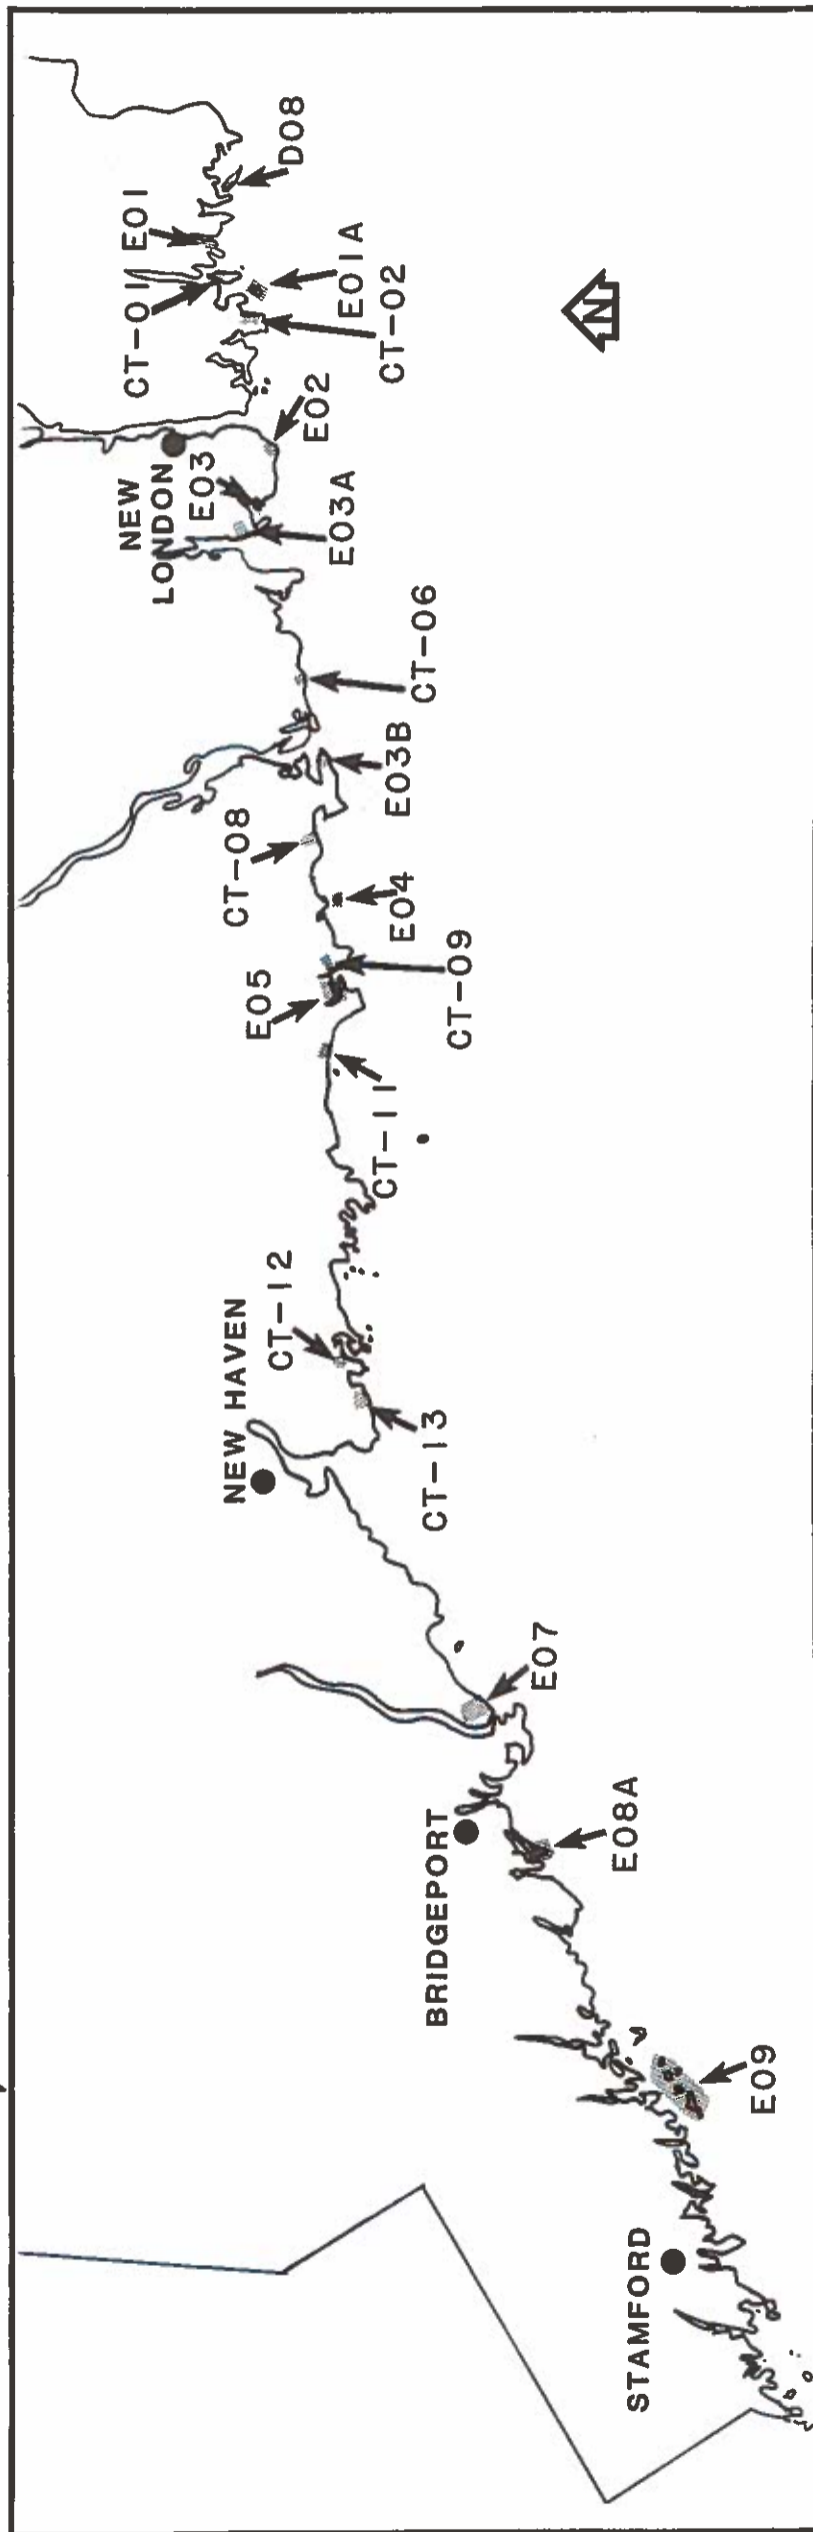 D08
E01
CT-01
E01A
CT-02
E02
NEW
LONDON
E03
E03A
CT-06
E03B
CT-08
E04
CT-09
E05
CT-11
CT-12
NEW HAVEN
CT-13
E07
BRIDGEPORT
E08A
E09
STAMFORD
N